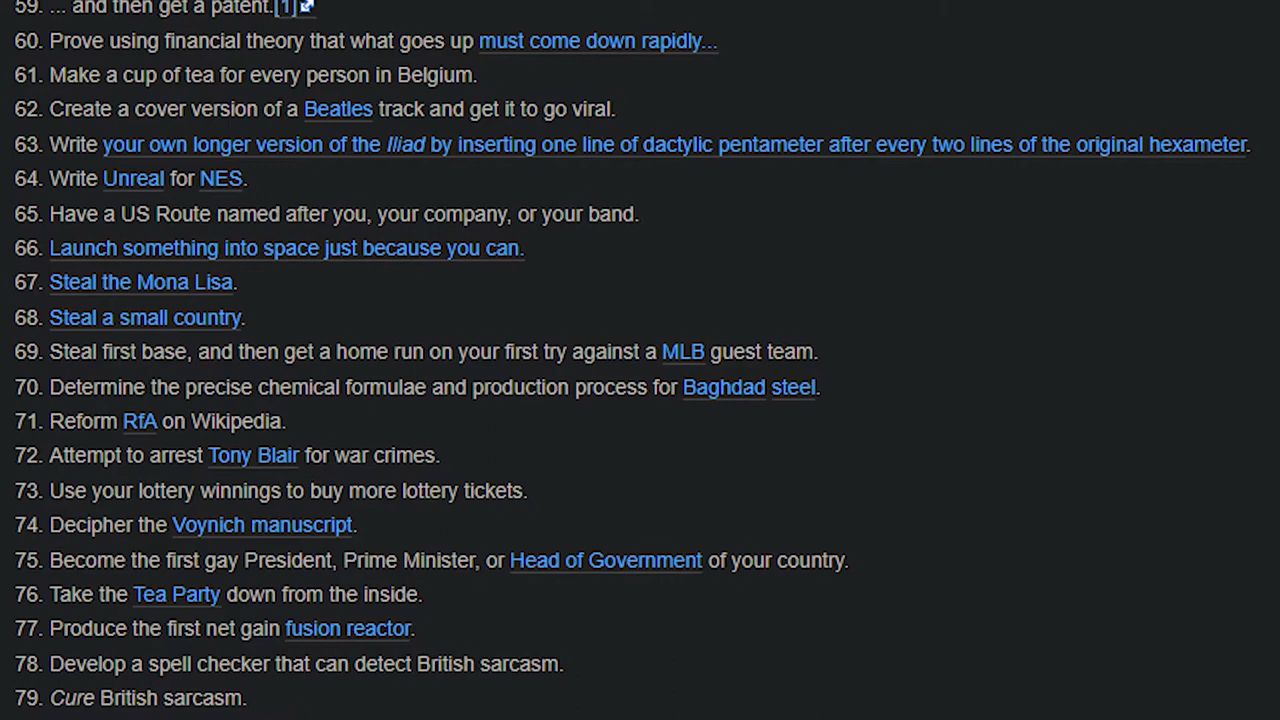 59. ... and then get a patent.[1]
60. Prove using financial theory that what goes up must come down rapidly...
61. Make a cup of tea for every person in Belgium.
62. Create a cover version of a Beatles track and get it to go viral.
63. Write your own longer version of the Iliad by inserting one line of dactylic pentameter after every two lines of the original hexameter.
64. Write Unreal for NES.
65. Have a US Route named after you, your company, or your band.
66. Launch something into space just because you can.
67. Steal the Mona Lisa.
68. Steal a small country.
69. Steal first base, and then get a home run on your first try against a MLB guest team.
70. Determine the precise chemical formulae and production process for Baghdad steel.
71. Reform RfA on Wikipedia.
72. Attempt to arrest Tony Blair for war crimes.
73. Use your lottery winnings to buy more lottery tickets.
74. Decipher the Voynich manuscript.
75. Become the first gay President, Prime Minister, or Head of Government of your country.
76. Take the Tea Party down from the inside.
77. Produce the first net gain fusion reactor.
78. Develop a spell checker that can detect British sarcasm.
79. Cure British sarcasm.